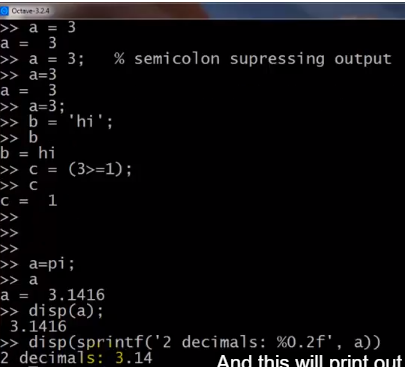 Octave-3.2.4
>> a = 3
a =  3
>> a = 3;   % semicolon supressing output
>> a=3
a =  3
>> a=3;
>> b = 'hi';
>> b
b = hi
>> c = (3>=1);
>> c
c =  1
>>
>>
>>
>> a=pi;
>> a
a =  3.1416
>> disp(a);
 3.1416
>> disp(sprintf('2 decimals: %0.2f', a))
2 decimals: 3.14
And this will print out